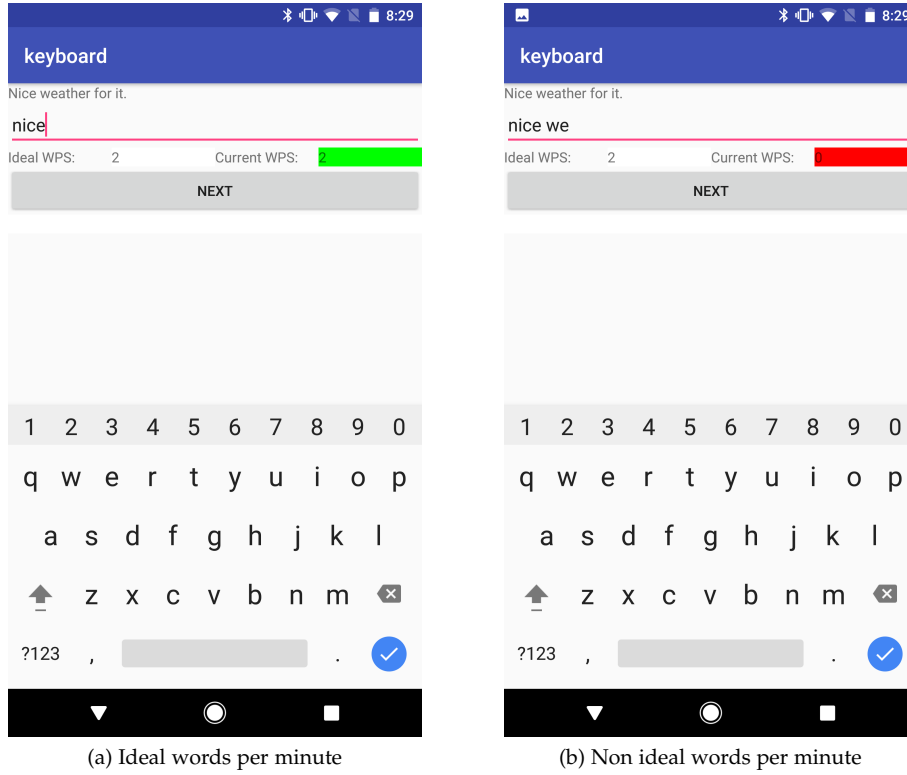 8:29
keyboard
Nice weather for it.
nice
Ideal WPS: 2 Current WPS: 2
NEXT
1 2 3 4 5 6 7 8 9 0
q w e r t y u i o p
a s d f g h j k l
z x c v b n m
?123 , .
(a) Ideal words per minute
8:29
keyboard
Nice weather for it.
nice we
Ideal WPS: 2 Current WPS: 0
NEXT
1 2 3 4 5 6 7 8 9 0
q w e r t y u i o p
a s d f g h j k l
z x c v b n m
?123 , .
(b) Non ideal words per minute